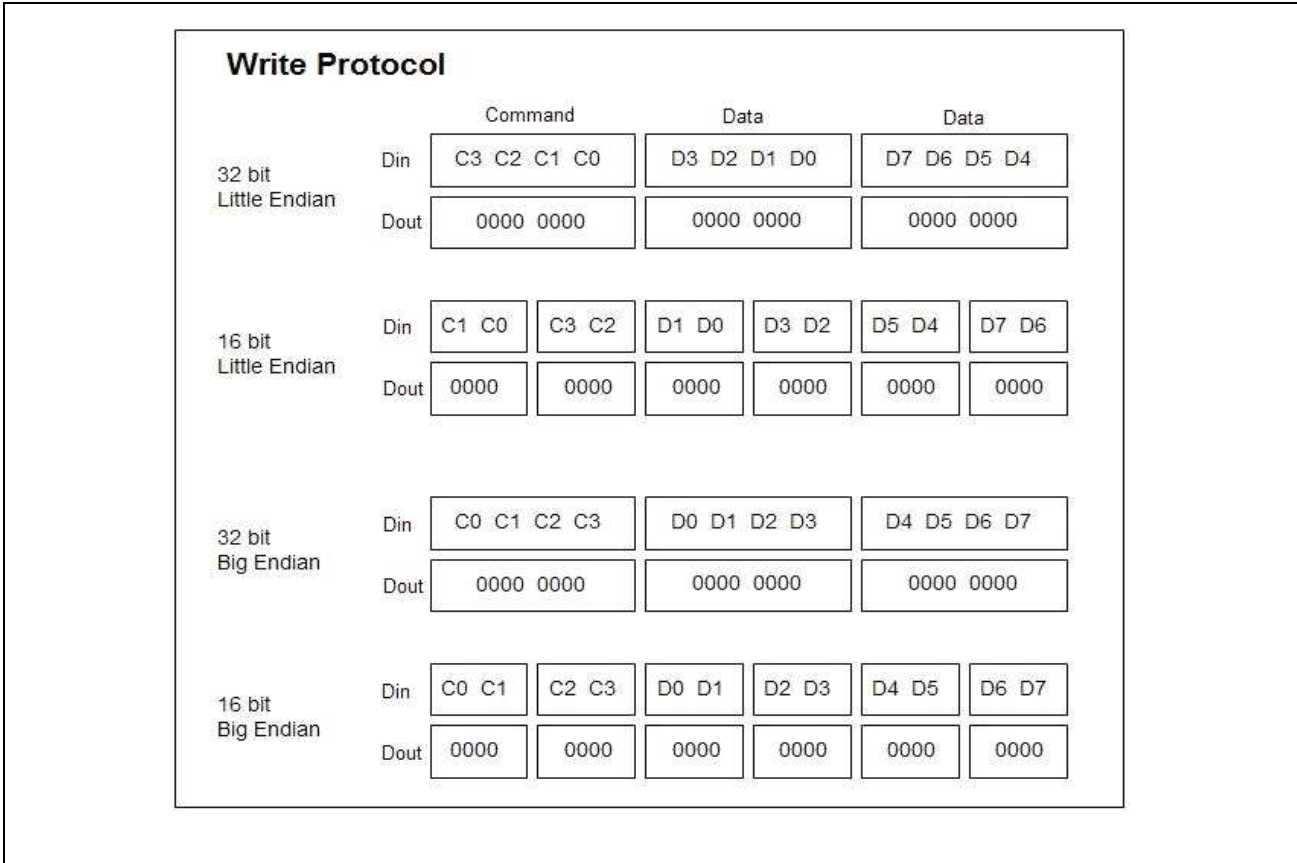 Write Protocol
Command Data Data
32 bit
Little Endian
Din C3 C2 C1 C0 D3 D2 D1 D0 D7 D6 D5 D4
Dout 0000 0000 0000 0000 0000 0000
16 bit
Little Endian
Din C1 C0 C3 C2 D1 D0 D3 D2 D5 D4 D7 D6
Dout 0000 0000 0000 0000 0000 0000
32 bit
Big Endian
Din C0 C1 C2 C3 D0 D1 D2 D3 D4 D5 D6 D7
Dout 0000 0000 0000 0000 0000 0000
16 bit
Big Endian
Din C0 C1 C2 C3 D0 D1 D2 D3 D4 D5 D6 D7
Dout 0000 0000 0000 0000 0000 0000